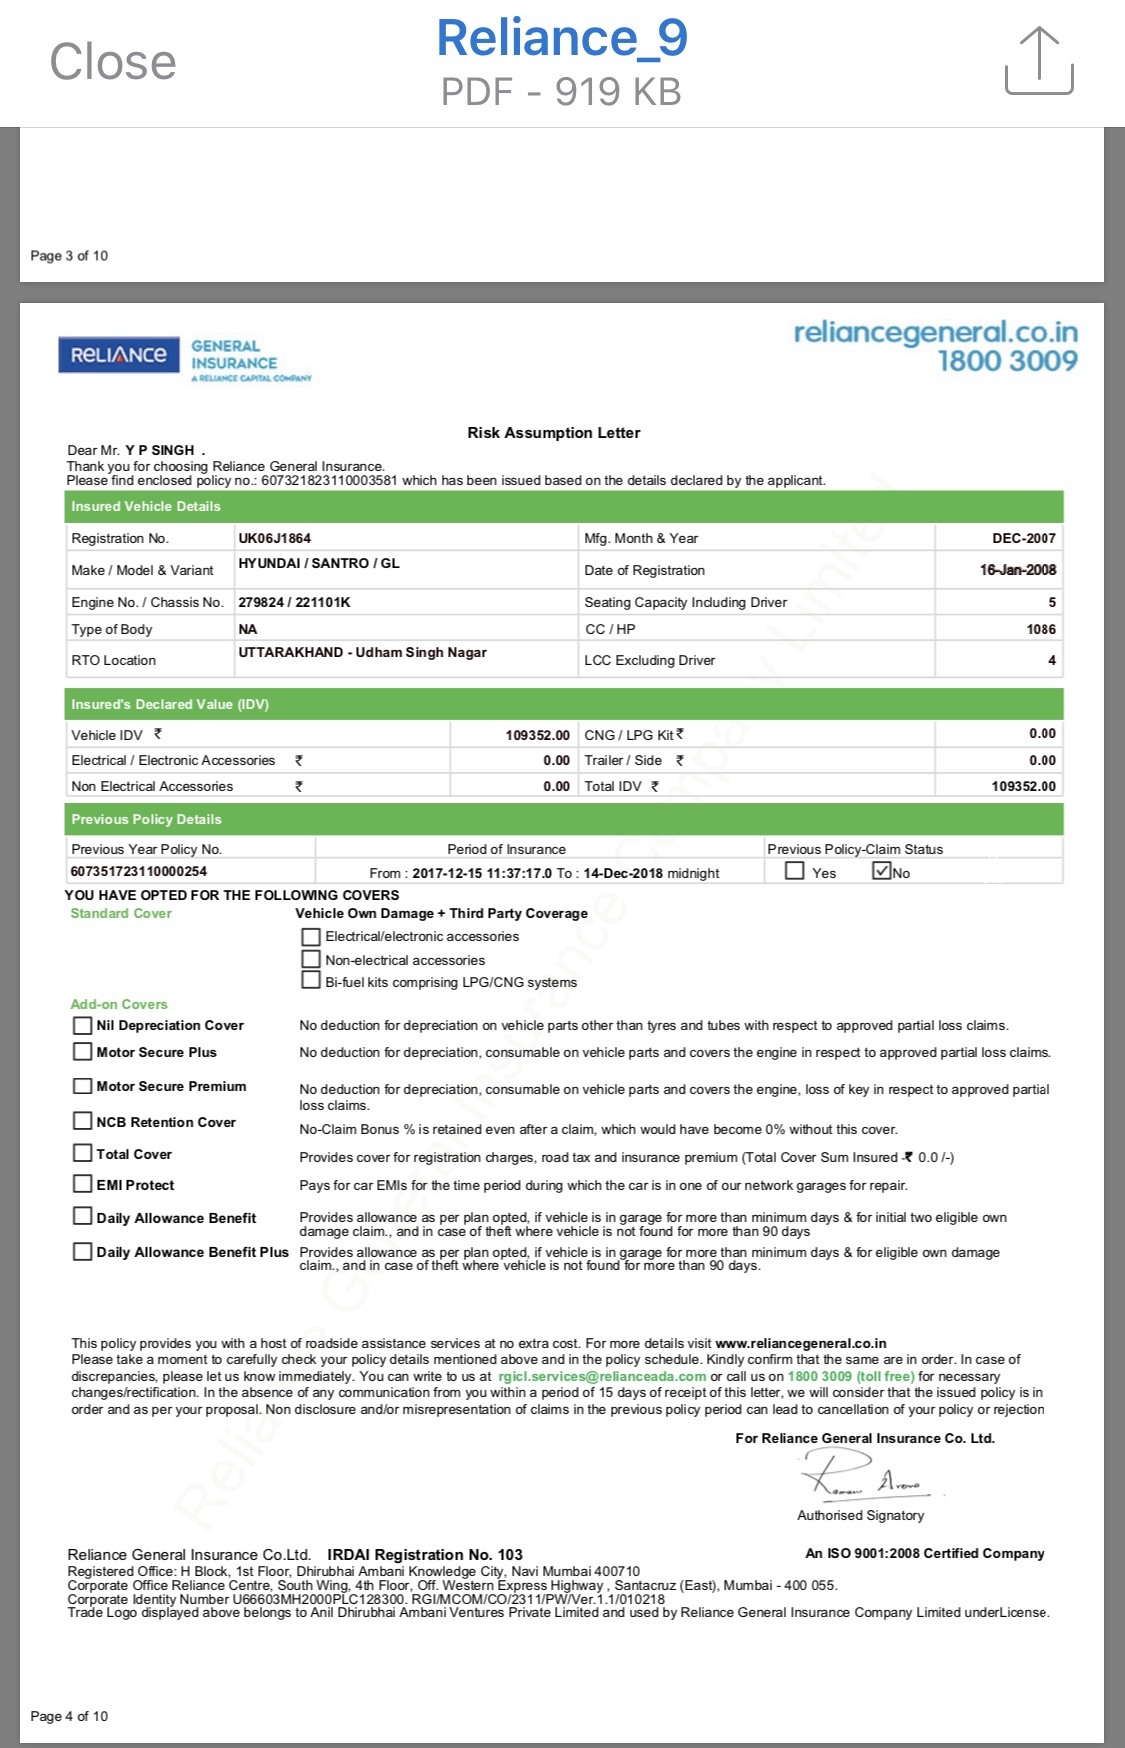 Close
Reliance_9
PDF - 919 KB
Page 3 of 10
RELIANCE GENERAL INSURANCE A RELIANCE CAPITAL COMPANY
reliancegeneral.co.in
1800 3009
Risk Assumption Letter
Dear Mr. Y P SINGH .
Thank you for choosing Reliance General Insurance.
Please find enclosed policy no.: 607321823110003581 which has been issued based on the details declared by the applicant.
Insured Vehicle Details
Registration No. UK06J1864 Mfg. Month & Year DEC-2007
Make / Model & Variant HYUNDAI / SANTRO / GL Date of Registration 16-Jan-2008
Engine No. / Chassis No. 279824 / 221101K Seating Capacity Including Driver 5
Type of Body NA CC / HP 1086
RTO Location UTTARAKHAND - Udham Singh Nagar LCC Excluding Driver 4
Insured's Declared Value (IDV)
Vehicle IDV ₹ 109352.00 CNG / LPG Kit ₹ 0.00
Electrical / Electronic Accessories ₹ 0.00 Trailer / Side ₹ 0.00
Non Electrical Accessories ₹ 0.00 Total IDV ₹ 109352.00
Previous Policy Details
Previous Year Policy No. Period of Insurance Previous Policy-Claim Status
607351723110000254 From : 2017-12-15 11:37:17.0 To : 14-Dec-2018 midnight Yes No
YOU HAVE OPTED FOR THE FOLLOWING COVERS
Standard Cover Vehicle Own Damage + Third Party Coverage
Electrical/electronic accessories
Non-electrical accessories
Bi-fuel kits comprising LPG/CNG systems
Add-on Covers
Nil Depreciation Cover No deduction for depreciation on vehicle parts other than tyres and tubes with respect to approved partial loss claims.
Motor Secure Plus No deduction for depreciation, consumable on vehicle parts and covers the engine in respect to approved partial loss claims.
Motor Secure Premium No deduction for depreciation, consumable on vehicle parts and covers the engine, loss of key in respect to approved partial
loss claims.
NCB Retention Cover No-Claim Bonus % is retained even after a claim, which would have become 0% without this cover.
Total Cover Provides cover for registration charges, road tax and insurance premium (Total Cover Sum Insured -₹ 0.0 /-)
EMI Protect Pays for car EMIs for the time period during which the car is in one of our network garages for repair.
Daily Allowance Benefit Provides allowance as per plan opted, if vehicle is in garage for more than minimum days & for initial two eligible own
damage claim., and in case of theft where vehicle is not found for more than 90 days
Daily Allowance Benefit Plus Provides allowance as per plan opted, if vehicle is in garage for more than minimum days & for eligible own damage
claim., and in case of theft where vehicle is not found for more than 90 days.
This policy provides you with a host of roadside assistance services at no extra cost. For more details visit www.reliancegeneral.co.in
Please take a moment to carefully check your policy details mentioned above and in the policy schedule. Kindly confirm that the same are in order. In case of
discrepancies, please let us know immediately. You can write to us at rgicl.services@relianceada.com or call us on 1800 3009 (toll free) for necessary
changes/rectification. In the absence of any communication from you within a period of 15 days of receipt of this letter, we will consider that the issued policy is in
order and as per your proposal. Non disclosure and/or misrepresentation of claims in the previous policy period can lead to cancellation of your policy or rejection
For Reliance General Insurance Co. Ltd.
Raman Arora
Authorised Signatory
Reliance General Insurance Co.Ltd. IRDAI Registration No. 103 An ISO 9001:2008 Certified Company
Registered Office: H Block, 1st Floor, Dhirubhai Ambani Knowledge City, Navi Mumbai 400710
Corporate Office Reliance Centre, South Wing, 4th Floor, Off. Western Express Highway , Santacruz (East), Mumbai - 400 055.
Corporate Identity Number U66603MH2000PLC128300. RGI/MCOM/CO/2311/PW/Ver.1.1/010218
Trade Logo displayed above belongs to Anil Dhirubhai Ambani Ventures Private Limited and used by Reliance General Insurance Company Limited underLicense.
Reliance General Insurance Company Limited
Page 4 of 10